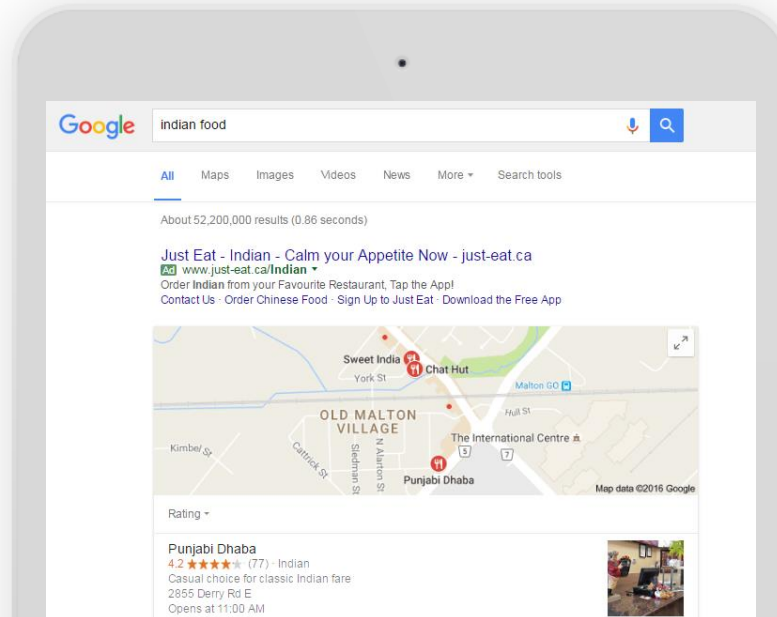 Google
indian food
All Maps Images Videos News More Search tools
About 52,200,000 results (0.86 seconds)
Just Eat - Indian - Calm your Appetite Now - just-eat.ca
Ad www.just-eat.ca/Indian
Order Indian from your Favourite Restaurant, Tap the App!
Contact Us · Order Chinese Food · Sign Up to Just Eat · Download the Free App
Sweet India
Chat Hut
York St
Malton GO
OLD MALTON
VILLAGE
Hull St
The International Centre
Kimbel St
Cattrick St
Sledman St
N Alarton St
5
7
Punjabi Dhaba
Map data ©2016 Google
Rating
Punjabi Dhaba
4.2 ★★★★★ (77) · Indian
Casual choice for classic Indian fare
2855 Derry Rd E
Opens at 11:00 AM